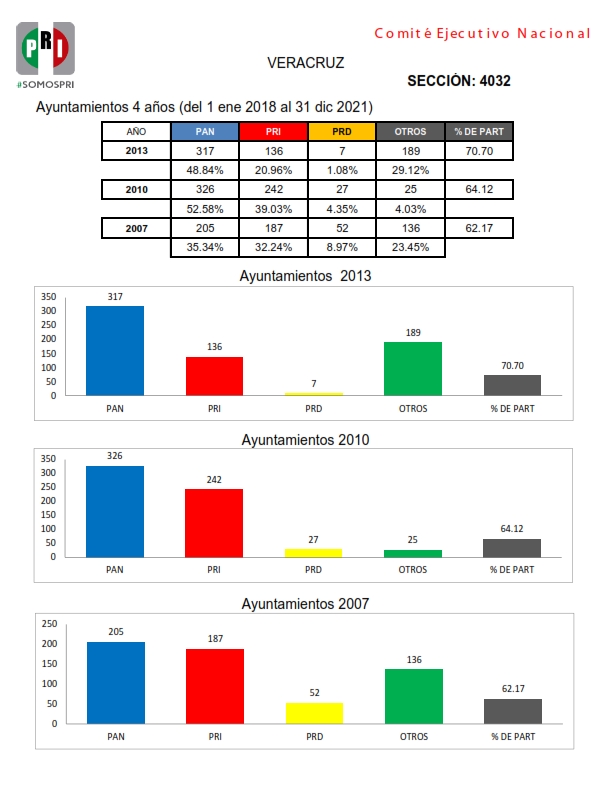 Comité Ejecutivo Nacional
PRI
#SOMOSPRI
VERACRUZ
SECCIÓN: 4032
Ayuntamientos 4 años (del 1 ene 2018 al 31 dic 2021)
AÑO PAN PRI PRD OTROS % DE PART
2013 317 136 7 189 70.70
48.84% 20.96% 1.08% 29.12%
2010 326 242 27 25 64.12
52.58% 39.03% 4.35% 4.03%
2007 205 187 52 136 62.17
35.34% 32.24% 8.97% 23.45%
Ayuntamientos 2013
350
300
250
200
150
100
50
0
317
136
7
189
70.70
PAN PRI PRD OTROS % DE PART
Ayuntamientos 2010
350
300
250
200
150
100
50
0
326
242
27
25
64.12
PAN PRI PRD OTROS % DE PART
Ayuntamientos 2007
250
200
150
100
50
0
205
187
52
136
62.17
PAN PRI PRD OTROS % DE PART